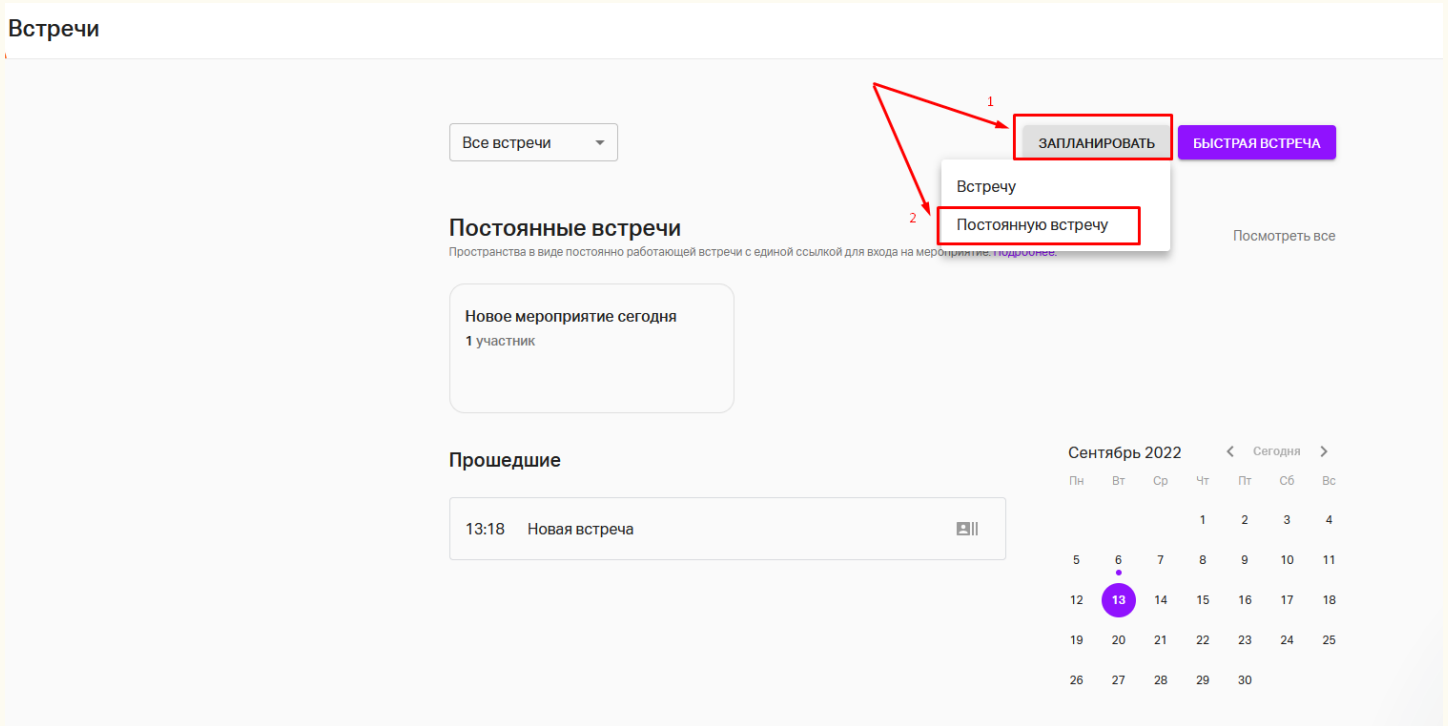 Встречи
1
Все встречи
ЗАПЛАНИРОВАТЬ
БЫСТРАЯ ВСТРЕЧА
Встречу
2
Постоянную встречу
Постоянные встречи
Посмотреть все
Пространства в виде постоянно работающей встречи с единой ссылкой для входа на мероприятие. Подробнее.
Новое мероприятие сегодня
1 участник
Прошедшие
13:18 Новая встреча
Сентябрь 2022 Сегодня
Пн Вт Ср Чт Пт Сб Вс
1 2 3 4
5 6 7 8 9 10 11
12 13 14 15 16 17 18
19 20 21 22 23 24 25
26 27 28 29 30